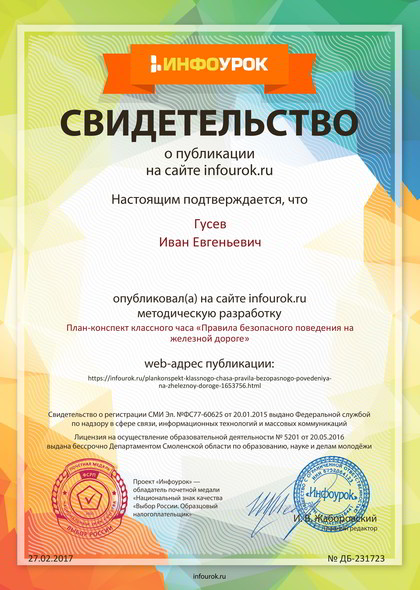 ИНФОУРОК
СВИДЕТЕЛЬСТВО
о публикации
на сайте infourok.ru
Настоящим подтверждается, что
Гусев
Иван Евгеньевич
опубликовал(а) на сайте infourok.ru
методическую разработку
План-конспект классного часа «Правила безопасного поведения на
железной дороге»
web-адрес публикации:
https://infourok.ru/plankonspekt-klassnogo-chasa-pravila-bezopasnogo-povedeniya-
na-zheleznoy-doroge-1653756.html
Свидетельство о регистрации СМИ Эл. №ФС77-60625 от 20.01.2015 выдано Федеральной службой
по надзору в сфере связи, информационных технологий и массовых коммуникаций
Лицензия на осуществление образовательной деятельности № 5201 от 20.05.2016
выдана бессрочно Департаментом Смоленской области по образованию, науке и делам молодёжи
Проект «Инфоурок» —
обладатель почетной медали
«Национальный знак качества
«Выбор России. Образцовый
налогоплательщик»
«Инфоурок»
И. В. Жаборовский
редактор
27.02.2017
№ ДБ-231723
infourok.ru